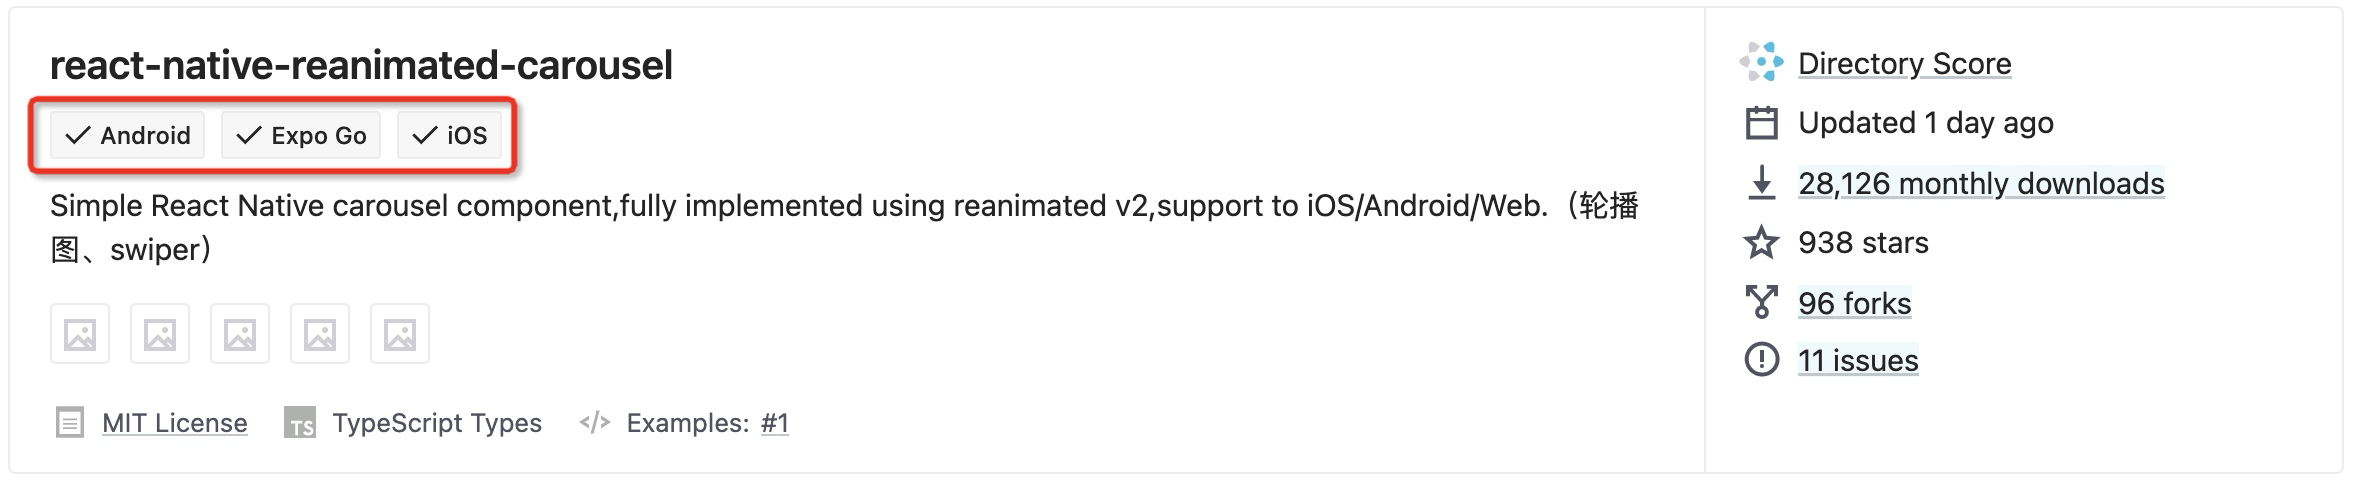 react-native-reanimated-carousel
Android Expo Go iOS
Simple React Native carousel component,fully implemented using reanimated v2,support to iOS/Android/Web.（轮播
图、swiper）
MIT License TS TypeScript Types </> Examples: #1
Directory Score
Updated 1 day ago
28,126 monthly downloads
938 stars
96 forks
11 issues